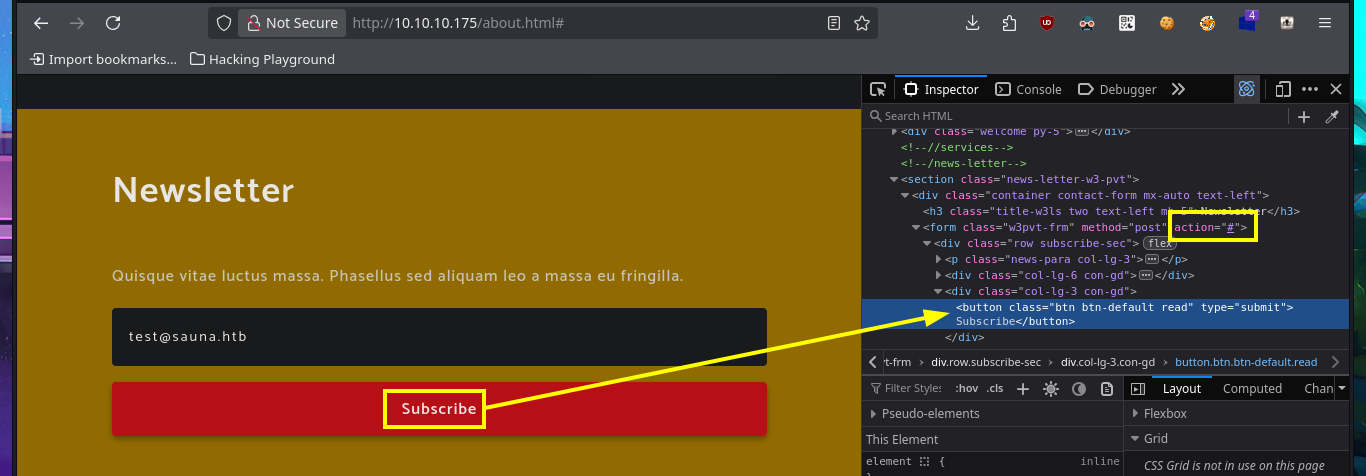 Not Secure http://10.10.10.175/about.html#
4
Import bookmarks... Hacking Playground
Inspector Console Debugger
Search HTML
<div class="welcome py-5"> </div>
<!--//services-->
<!--/news-letter-->
<section class="news-letter-w3-pvt">
<div class="container contact-form mx-auto text-left">
<h3 class="title-w3ls two text-left mb-5">Newsletter</h3>
<form class="w3pvt-frm" method="post" action="#">
<div class="row subscribe-sec"> flex
<p class="news-para col-lg-3"> </p>
<div class="col-lg-6 con-gd"> </div>
<div class="col-lg-3 con-gd">
<button class="btn btn-default read" type="submit">
Subscribe</button>
</div>
rt-frm > div.row.subscribe-sec > div.col-lg-3.con-gd > button.btn.btn-default.read
Filter Styles :hov .cls
Layout Computed Chan
Pseudo-elements
This Element
element { inline
}
Flexbox
Grid
CSS Grid is not in use on this page
Newsletter
Quisque vitae luctus massa. Phasellus sed aliquam leo a massa eu fringilla.
test@sauna.htb
Subscribe